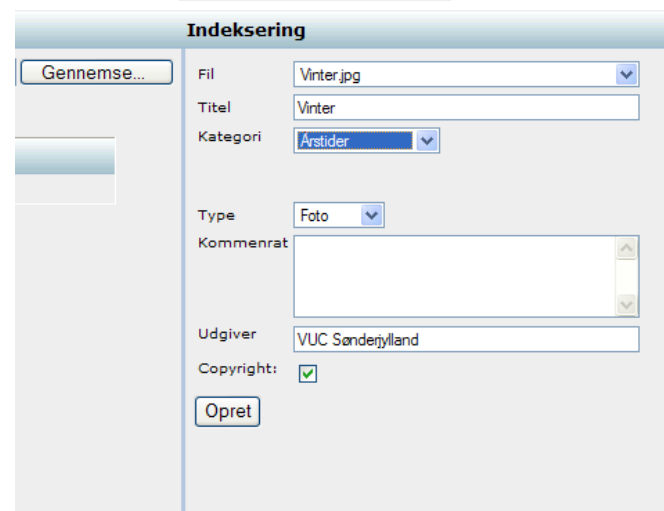 Indeksering
Gennemse...
Fil Vinter.jpg
Titel Vinter
Kategori Årstider
Type Foto
Kommenrat
Udgiver VUC Sønderjylland
Copyright:
Opret